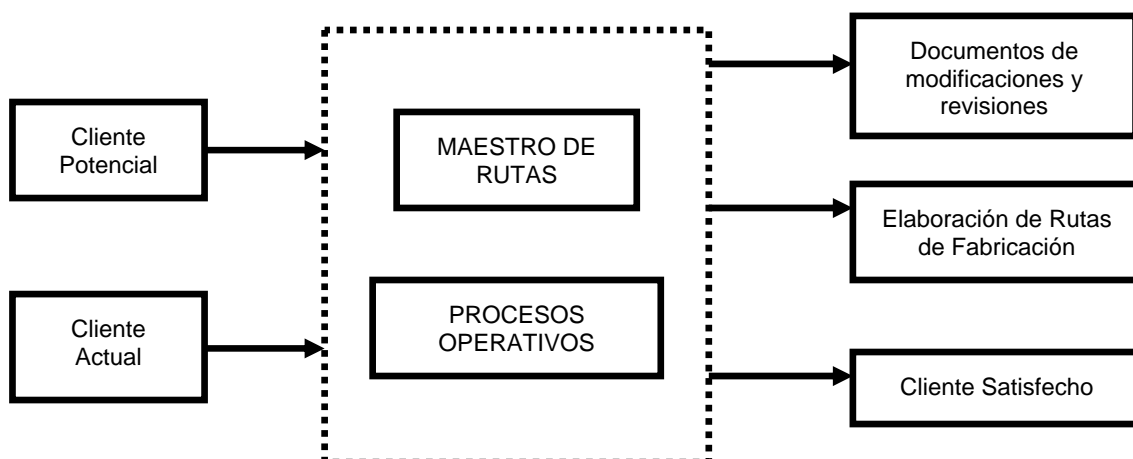 Cliente
Potencial
Cliente
Actual
MAESTRO DE
RUTAS
PROCESOS
OPERATIVOS
Documentos de
modificaciones y
revisiones
Elaboración de Rutas
de Fabricación
Cliente Satisfecho